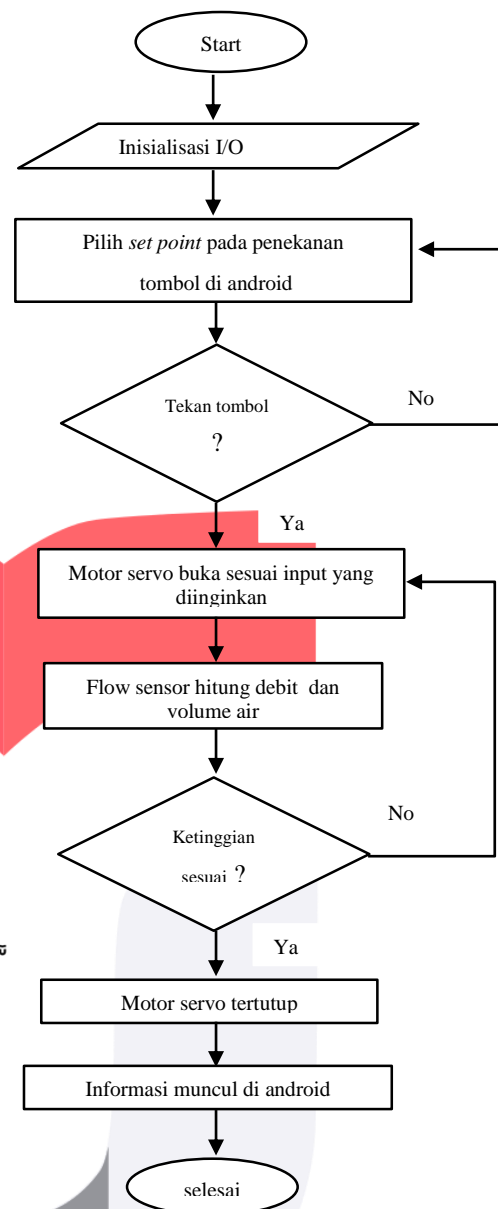 Start
Inisialisasi I/O
Pilih set point pada penekanan
tombol di android
Tekan tombol
?
No
Ya
Motor servo buka sesuai input yang
diinginkan
Flow sensor hitung debit dan
volume air
Ketinggian
sesuai ?
No
Ya
Motor servo tertutup
Informasi muncul di android
selesai